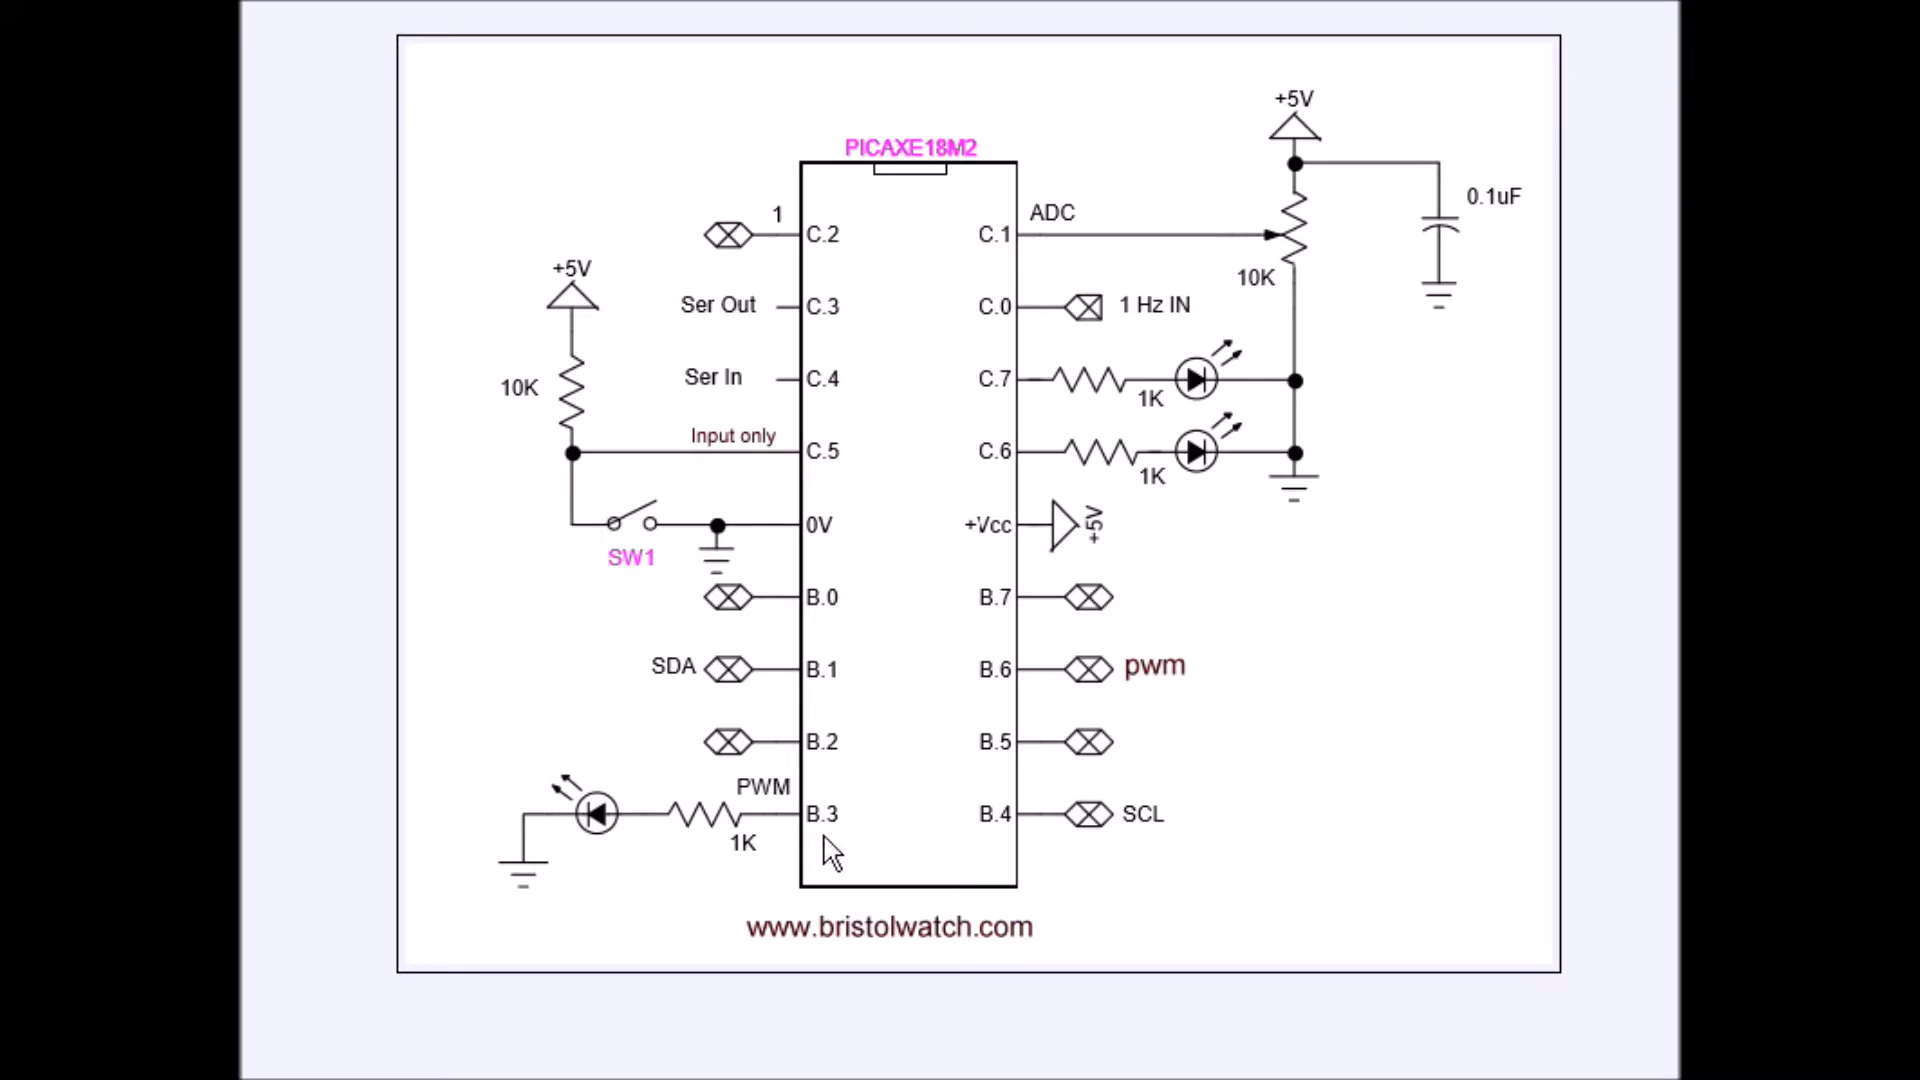 +5V
PICAXE18M2
0.1uF
1
ADC
C.2
C.1
+5V
10K
Ser Out
C.3
C.0
1 Hz IN
Ser In
C.4
C.7
10K
1K
Input only
C.5
C.6
1K
0V
+Vcc
+5V
SW1
B.0
B.7
SDA
B.1
B.6
pwm
B.2
B.5
PWM
B.3
B.4
SCL
1K
www.bristolwatch.com